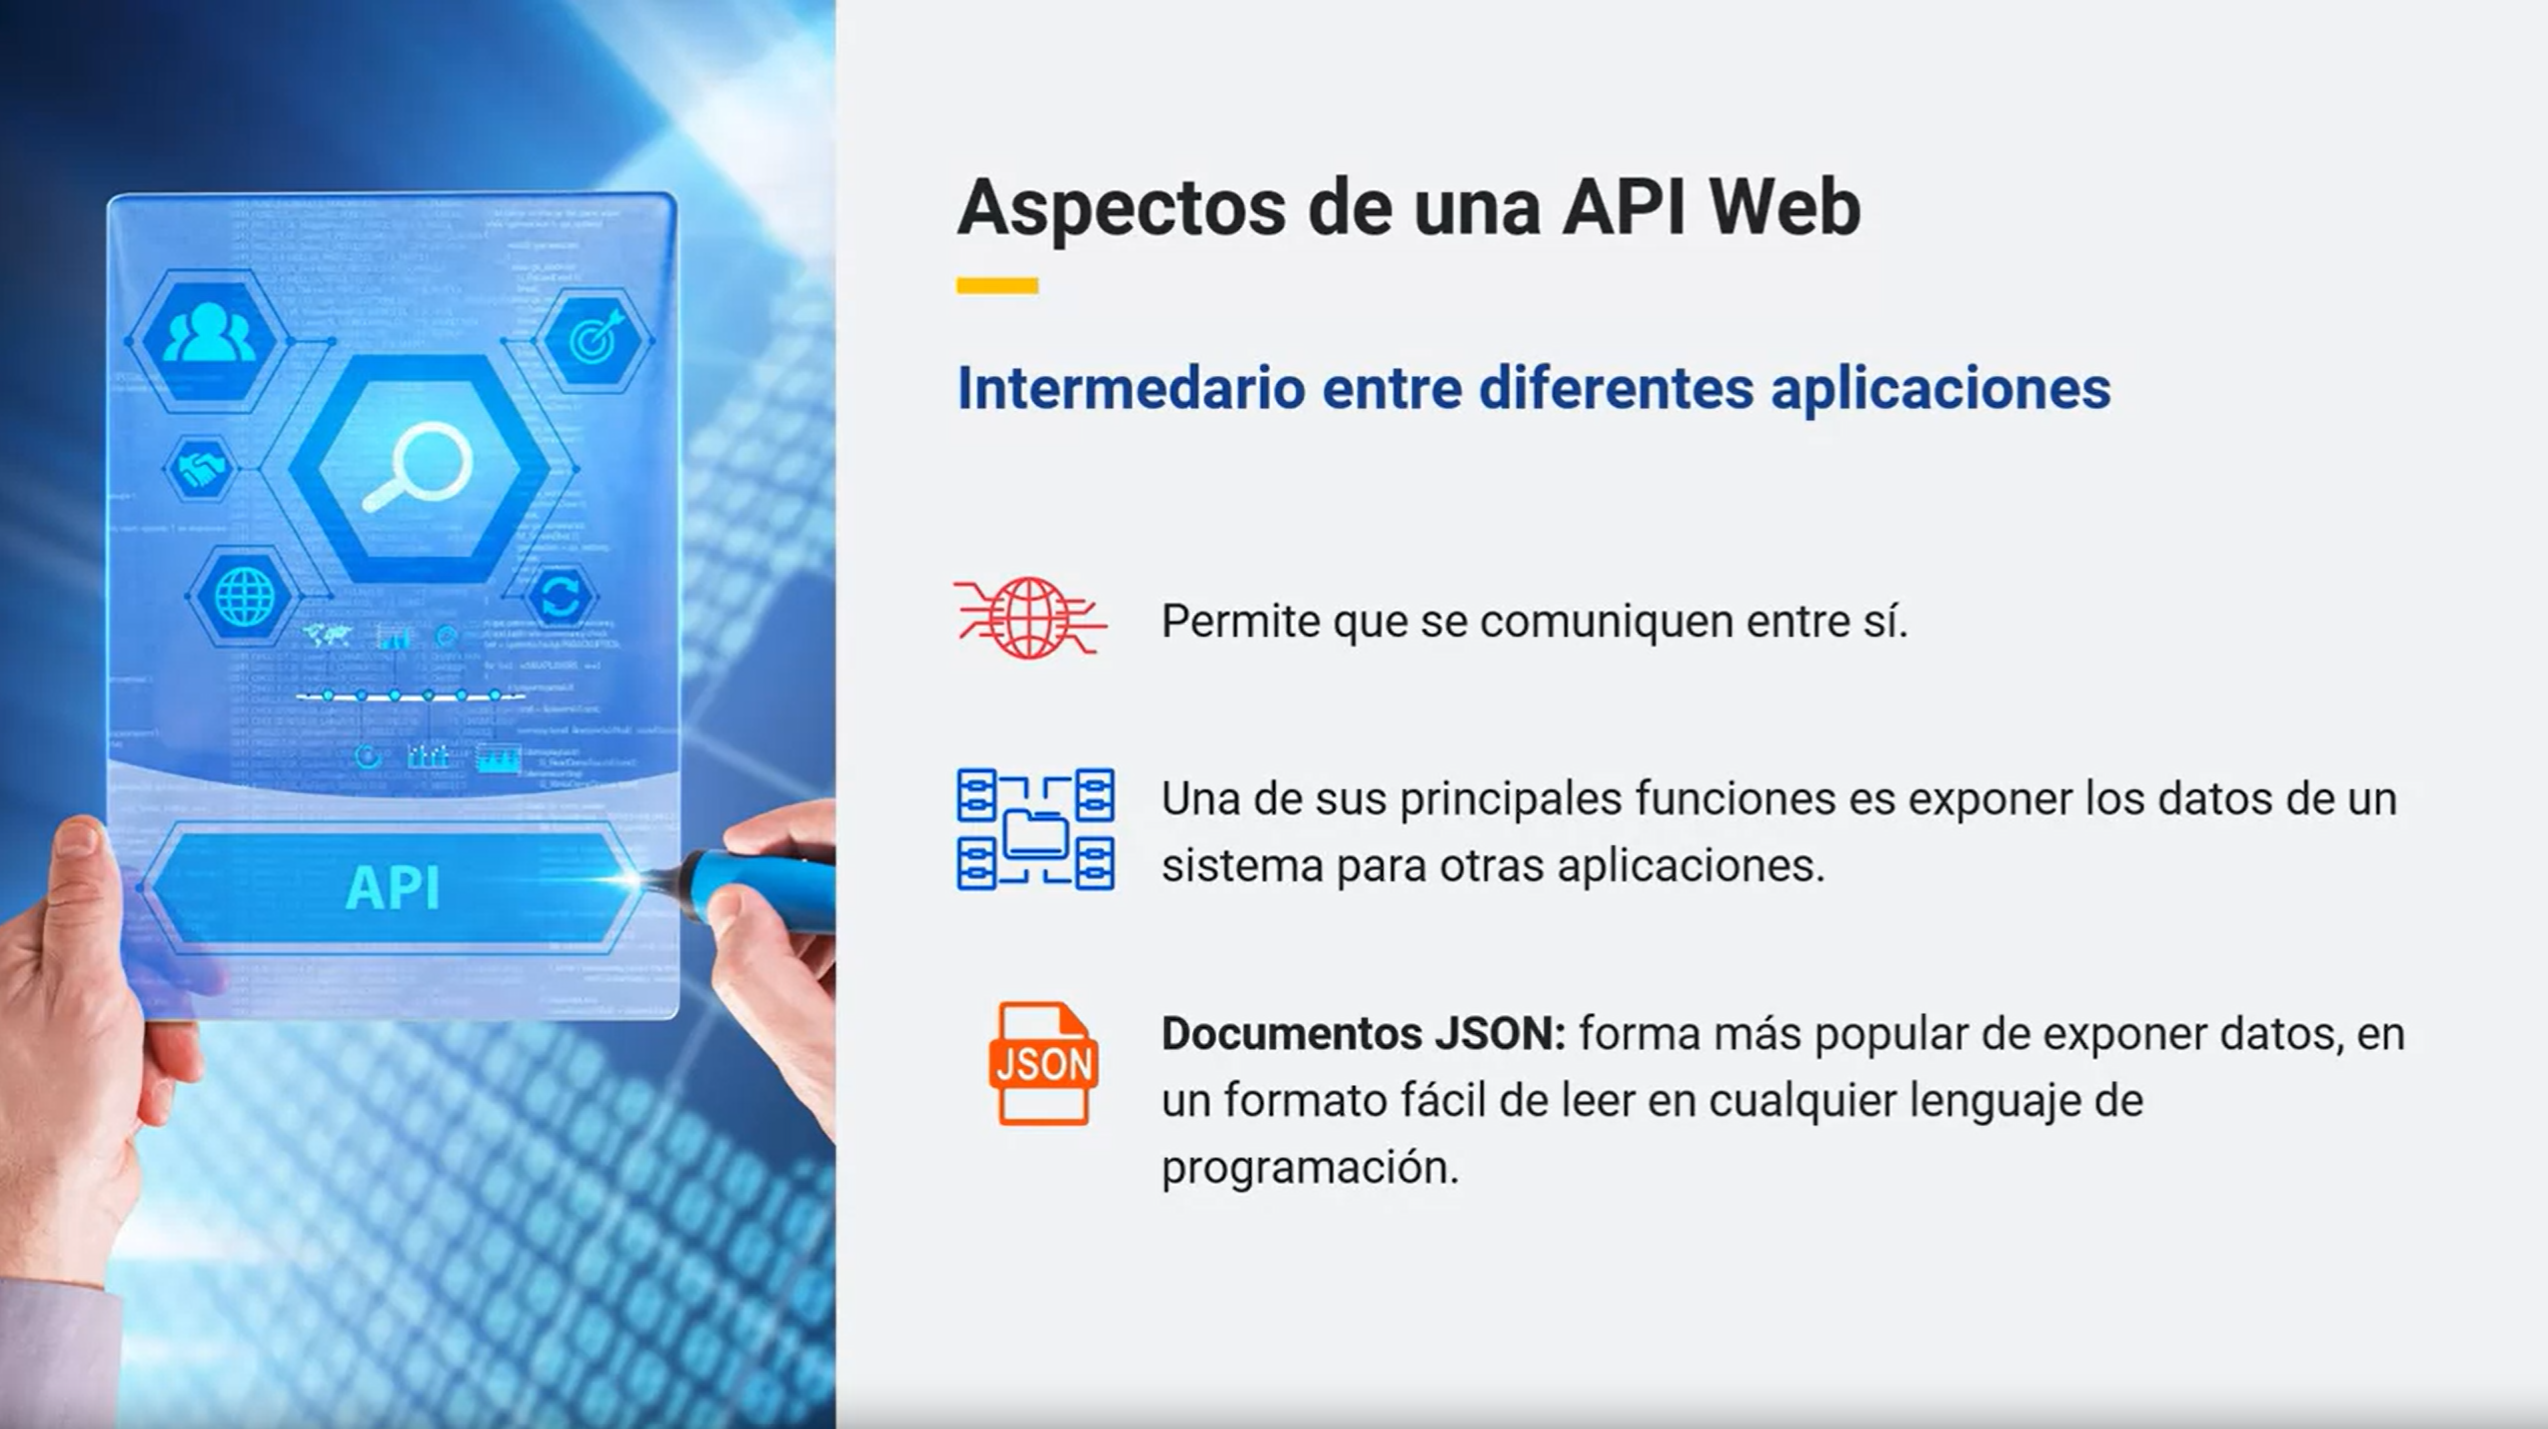 Aspectos de una API Web
Intermedario entre diferentes aplicaciones
Permite que se comuniquen entre sí.
Una de sus principales funciones es exponer los datos de un
sistema para otras aplicaciones.
JSON
Documentos JSON: forma más popular de exponer datos, en
un formato fácil de leer en cualquier lenguaje de
programación.
API